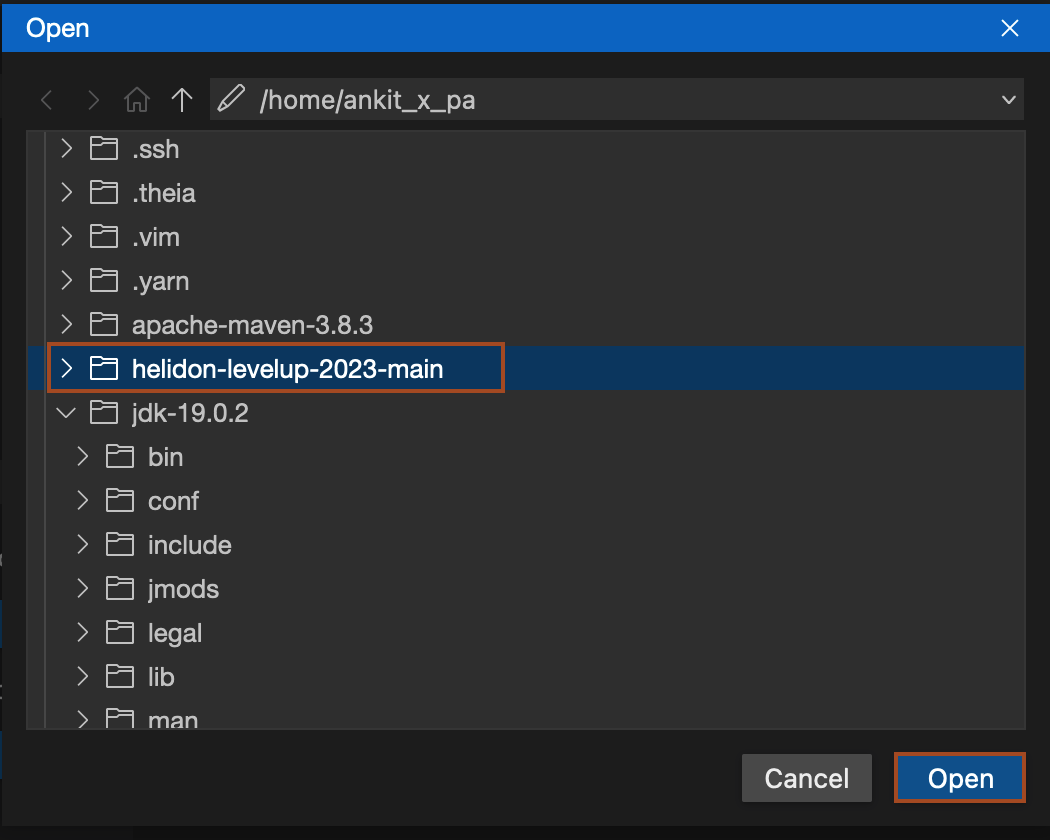 Open
/home/ankit_x_pa
.ssh
.theia
.vim
.yarn
apache-maven-3.8.3
helidon-levelup-2023-main
jdk-19.0.2
bin
conf
include
jmods
legal
lib
man
Cancel Open